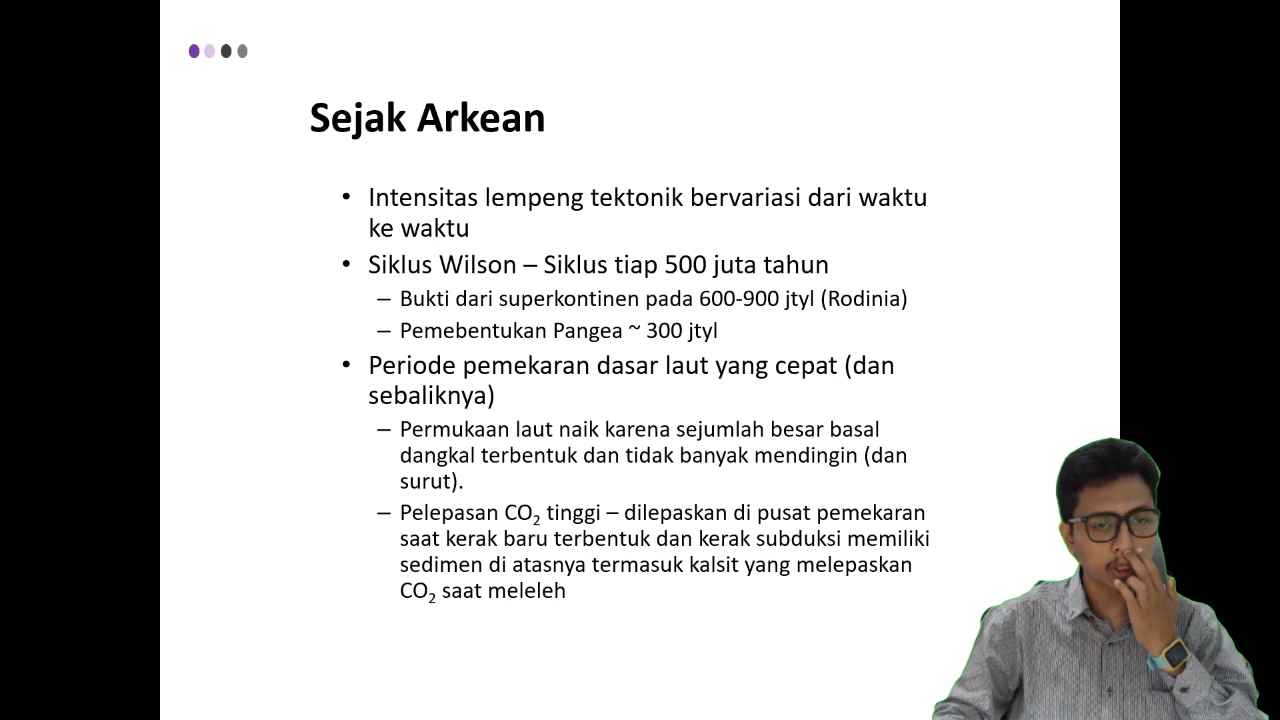 Sejak Arkean
• Intensitas lempeng tektonik bervariasi dari waktu
ke waktu
• Siklus Wilson – Siklus tiap 500 juta tahun
– Bukti dari superkontinen pada 600-900 jtyl (Rodinia)
– Pemebentukan Pangea ~ 300 jtyl
• Periode pemekaran dasar laut yang cepat (dan
sebaliknya)
– Permukaan laut naik karena sejumlah besar basal
dangkal terbentuk dan tidak banyak mendingin (dan
surut).
– Pelepasan CO₂ tinggi – dilepaskan di pusat pemekaran
saat kerak baru terbentuk dan kerak subduksi memiliki
sedimen di atasnya termasuk kalsit yang melepaskan
CO₂ saat meleleh